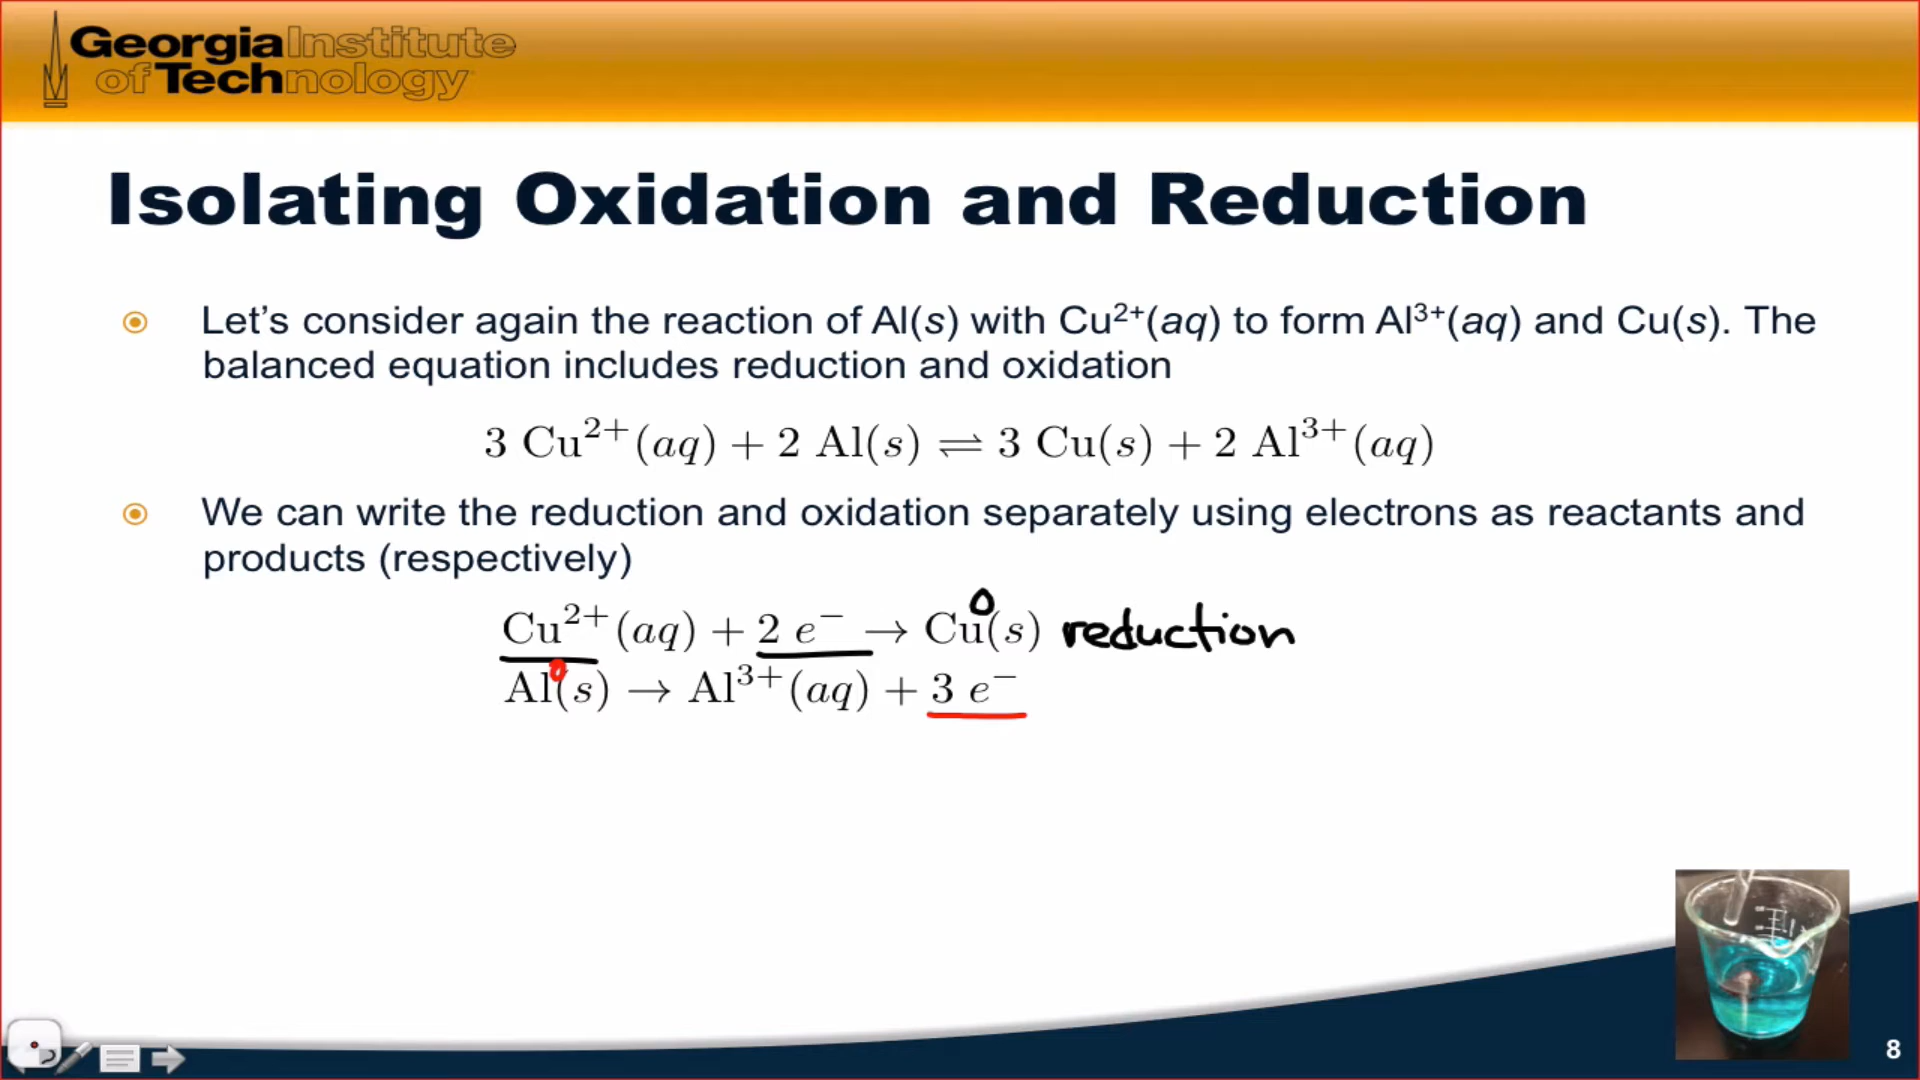 Georgia Institute
of Technology
Isolating Oxidation and Reduction
Let’s consider again the reaction of Al(s) with Cu²⁺(aq) to form Al³⁺(aq) and Cu(s). The
balanced equation includes reduction and oxidation
3 Cu²⁺(aq) + 2 Al(s) ⇌ 3 Cu(s) + 2 Al³⁺(aq)
We can write the reduction and oxidation separately using electrons as reactants and
products (respectively)
Cu²⁺(aq) + 2 e⁻ → Cu⁰(s) reduction
Al⁰(s) → Al³⁺(aq) + 3 e⁻
8